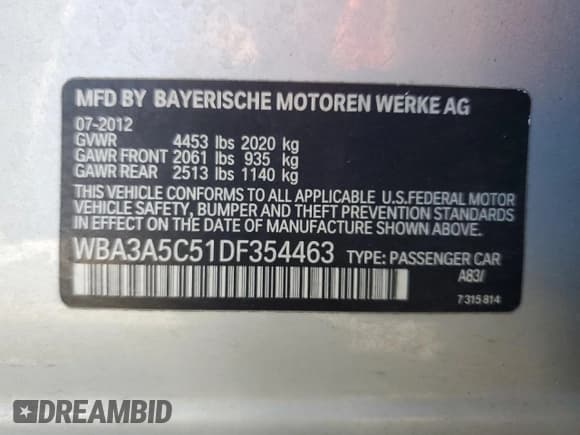 MFD BY BAYERISCHE MOTOREN WERKE AG
07-2012
GVWR 4453 lbs 2020 kg
GAWR FRONT 2061 lbs 935 kg
GAWR REAR 2513 lbs 1140 kg
THIS VEHICLE CONFORMS TO ALL APPLICABLE U.S.FEDERAL MOTOR
VEHICLE SAFETY, BUMPER, AND THEFT PREVENTION STANDARDS
IN EFFECT ON THE DATE OF MANUFACTURE SHOWN ABOVE.
WBA3A5C51DF354463 TYPE: PASSENGER CAR
A83/
7 315 814
DREAMBID